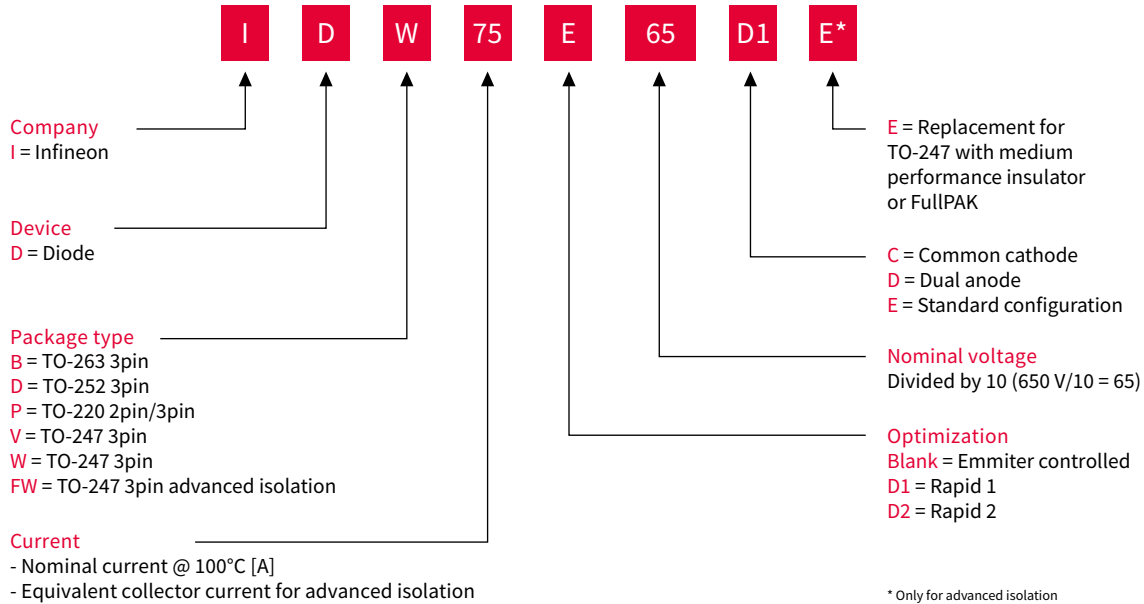 I D W 75 E 65 D1 E*
Company
I = Infineon
Device
D = Diode
Package type
B = TO-263 3pin
D = TO-252 3pin
P = TO-220 2pin/3pin
V = TO-247 3pin
W = TO-247 3pin
FW = TO-247 3pin advanced isolation
Current
- Nominal current @ 100°C [A]
- Equivalent collector current for advanced isolation
E = Replacement for
TO-247 with medium
performance insulator
or FullPAK
C = Common cathode
D = Dual anode
E = Standard configuration
Nominal voltage
Divided by 10 (650 V/10 = 65)
Optimization
Blank = Emmiter controlled
D1 = Rapid 1
D2 = Rapid 2
* Only for advanced isolation